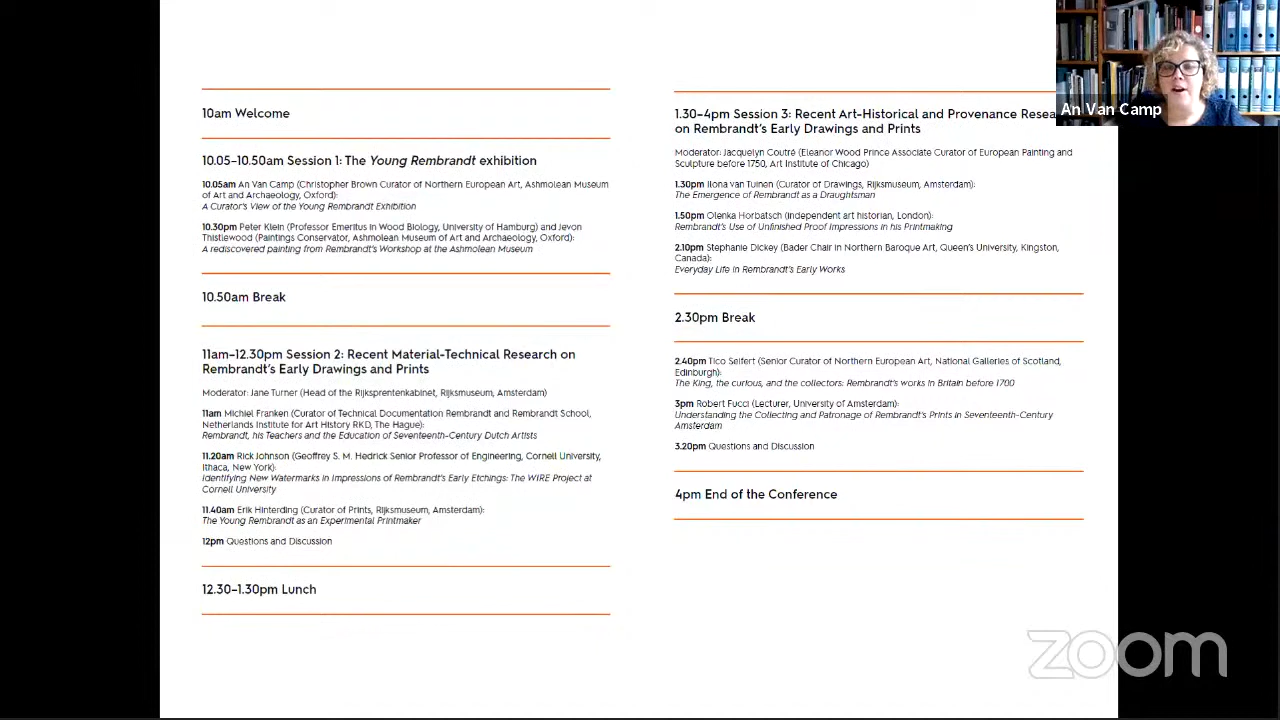 10am Welcome
10.05–10.50am Session 1: The Young Rembrandt exhibition
10.05am An Van Camp (Christopher Brown Curator of Northern European Art, Ashmolean Museum
of Art and Archaeology, Oxford):
A Curator's View of the Young Rembrandt Exhibition
10.30pm Peter Klein (Professor Emeritus in Wood Biology, University of Hamburg) and Jevon
Thistlewood (Paintings Conservator, Ashmolean Museum of Art and Archaeology, Oxford):
A rediscovered painting from Rembrandt's Workshop at the Ashmolean Museum
10.50am Break
11am–12.30pm Session 2: Recent Material-Technical Research on
Rembrandt's Early Drawings and Prints
Moderator: Jane Turner (Head of the Rijksprentenkabinet, Rijksmuseum, Amsterdam)
11am Michiel Franken (Curator of Technical Documentation Rembrandt and Rembrandt School,
Netherlands Institute for Art History RKD, The Hague):
Rembrandt, his Teachers and the Education of Seventeenth-Century Dutch Artists
11.20am Rick Johnson (Geoffrey S. M. Hedrick Senior Professor of Engineering, Cornell University,
Ithaca, New York):
Identifying New Watermarks in Impressions of Rembrandt's Early Etchings: The WIRE Project at
Cornell University
11.40am Erik Hinterding (Curator of Prints, Rijksmuseum, Amsterdam):
The Young Rembrandt as an Experimental Printmaker
12pm Questions and Discussion
12.30–1.30pm Lunch
1.30–4pm Session 3: Recent Art-Historical and Provenance Resea
on Rembrandt's Early Drawings and Prints
Moderator: Jacquelyn Coutré (Eleanor Wood Prince Associate Curator of European Painting and
Sculpture before 1750, Art Institute of Chicago)
1.30pm Ilona van Tuinen (Curator of Drawings, Rijksmuseum, Amsterdam):
The Emergence of Rembrandt as a Draughtsman
1.50pm Olenka Horbatsch (independent art historian, London):
Rembrandt's Use of Unfinished Proof Impressions in his Printmaking
2.10pm Stephanie Dickey (Bader Chair in Northern Baroque Art, Queen's University, Kingston,
Canada):
Everyday Life in Rembrandt's Early Works
2.30pm Break
2.40pm Tico Seifert (Senior Curator of Northern European Art, National Galleries of Scotland,
Edinburgh):
The King, the curious, and the collectors: Rembrandt's works in Britain before 1700
3pm Robert Fucci (Lecturer, University of Amsterdam):
Understanding the Collecting and Patronage of Rembrandt's Prints in Seventeenth-Century
Amsterdam
3.20pm Questions and Discussion
4pm End of the Conference
An Van Camp
zoom